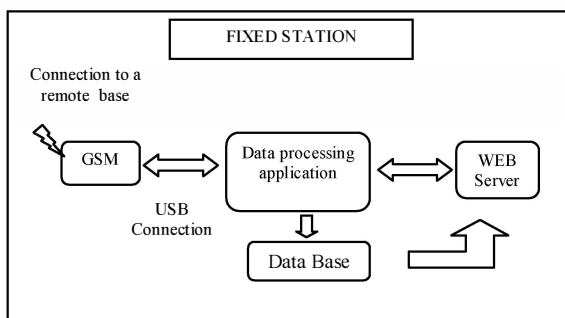 FIXED STATION
Connection to a
remote base
GSM
USB
Connection
Data processing
application
WEB
Server
Data Base